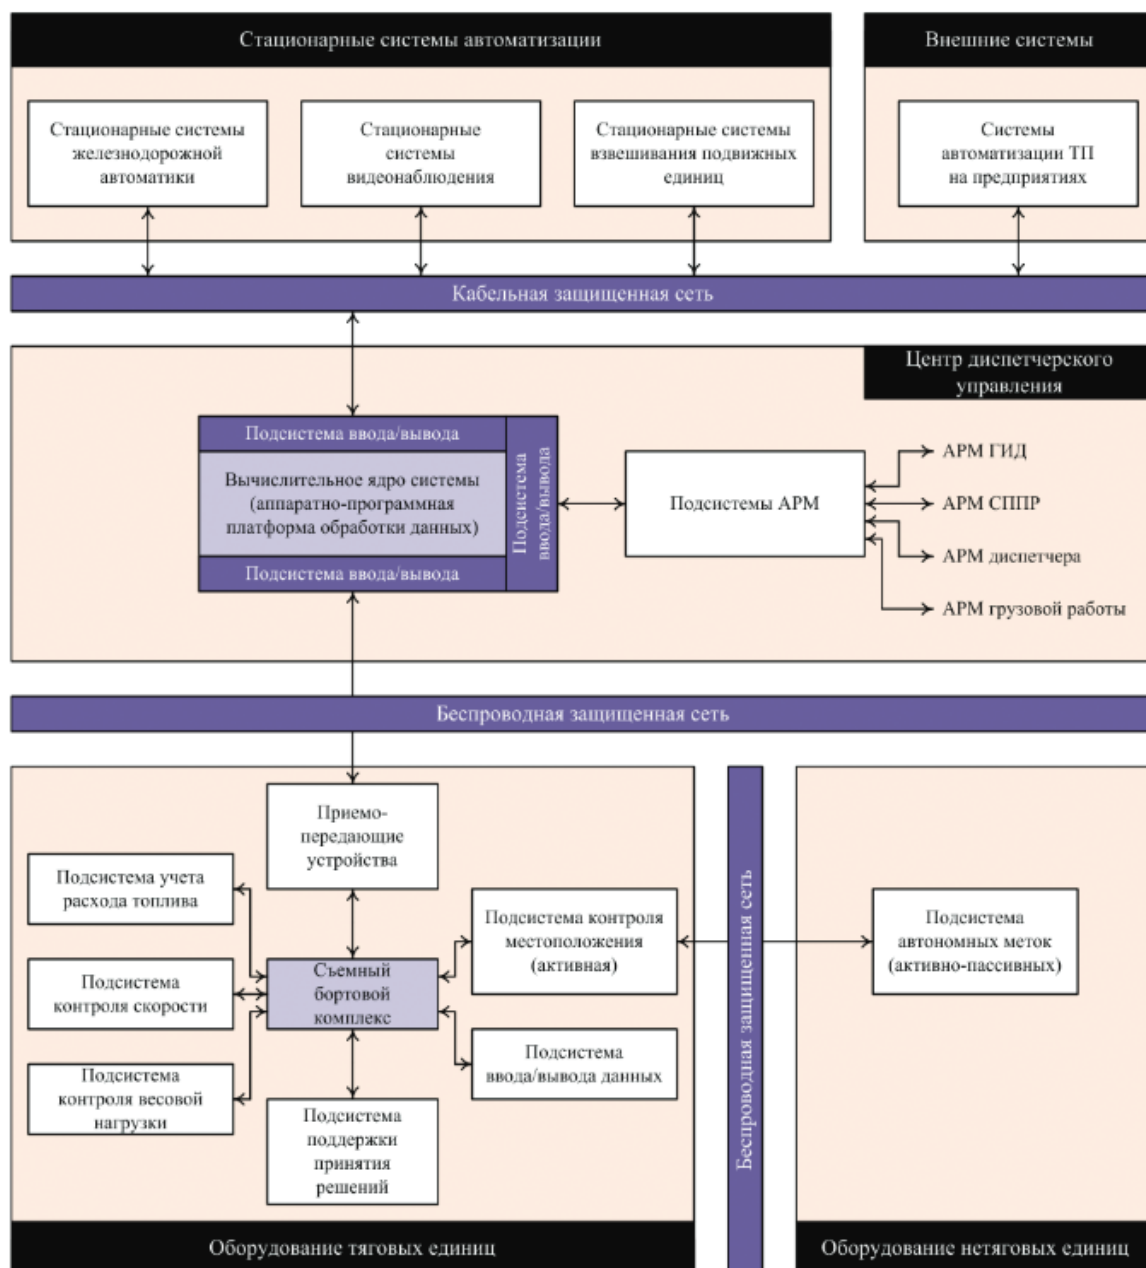 Стационарные системы автоматизации
Внешние системы
Стационарные системы
железнодорожной
автоматики
Стационарные
системы
видеонаблюдения
Стационарные системы
взвешивания подвижных
единиц
Системы
автоматизации ТП
на предприятиях
Кабельная защищенная сеть
Центр диспетчерского
управления
Подсистема ввода/вывода
Вычислительное ядро системы
(аппаратно-программная
платформа обработки данных)
Подсистема ввода/вывода
Подсистема
ввода/вывода
Подсистемы АРМ
АРМ ГИД
АРМ СППР
АРМ диспетчера
АРМ грузовой работы
Беспроводная защищенная сеть
Приемо-
передающие
устройства
Подсистема учета
расхода топлива
Подсистема
контроля скорости
Подсистема
контроля весовой
нагрузки
Съемный
бортовой
комплекс
Подсистема контроля
местоположения
(активная)
Подсистема
ввода/вывода данных
Подсистема
поддержки
принятия
решений
Беспроводная защищенная сеть
Подсистема
автономных меток
(активно-пассивных)
Оборудование тяговых единиц
Оборудование нетяговых единиц